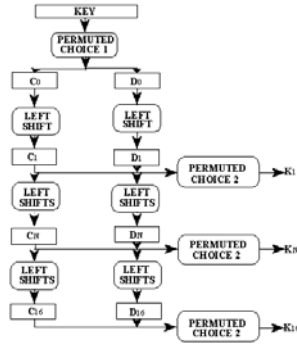 KEY
PERMUTED
CHOICE 1
C0 D0
LEFT
SHIFT
LEFT
SHIFT
C1 D1
PERMUTED
CHOICE 2
K1
LEFT
SHIFTS
LEFT
SHIFTS
CN DN
PERMUTED
CHOICE 2
KN
LEFT
SHIFTS
LEFT
SHIFTS
C16 D16
PERMUTED
CHOICE 2
K16